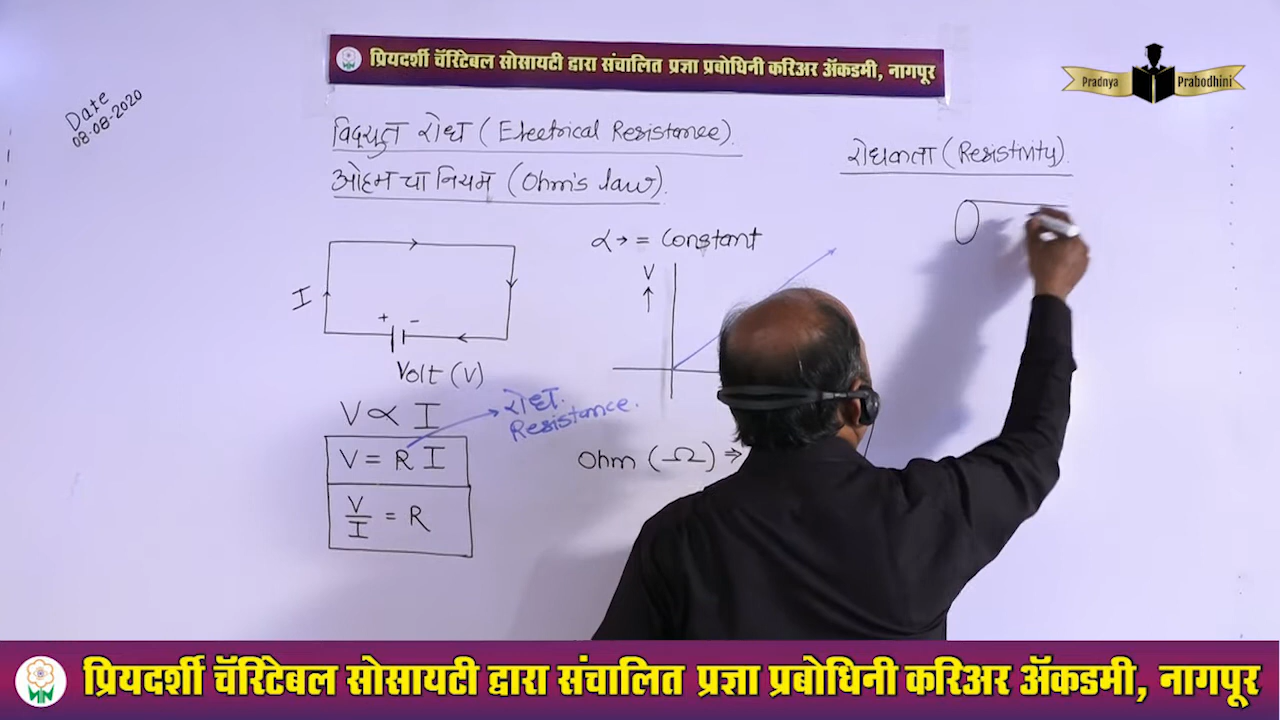 प्रियदर्शी चॅरिटेबल सोसायटी द्वारा संचालित प्रज्ञा प्रबोधिनी करिअर ॲकडमी, नागपूर
Pradnya Prabodhini
Date
08-08-2020
विद्युत रोध (Electrical Resistance).
ओहम चा नियम (Ohm's law).
रोधकता (Resistivity).
I
+ -
Volt (V)
V ∝ I
V = R I
V/I = R
रोध.
Resistance.
∝ → = Constant
V
↑
Ohm (Ω) ⇒
प्रियदर्शी चॅरिटेबल सोसायटी द्वारा संचालित प्रज्ञा प्रबोधिनी करिअर ॲकडमी, नागपूर